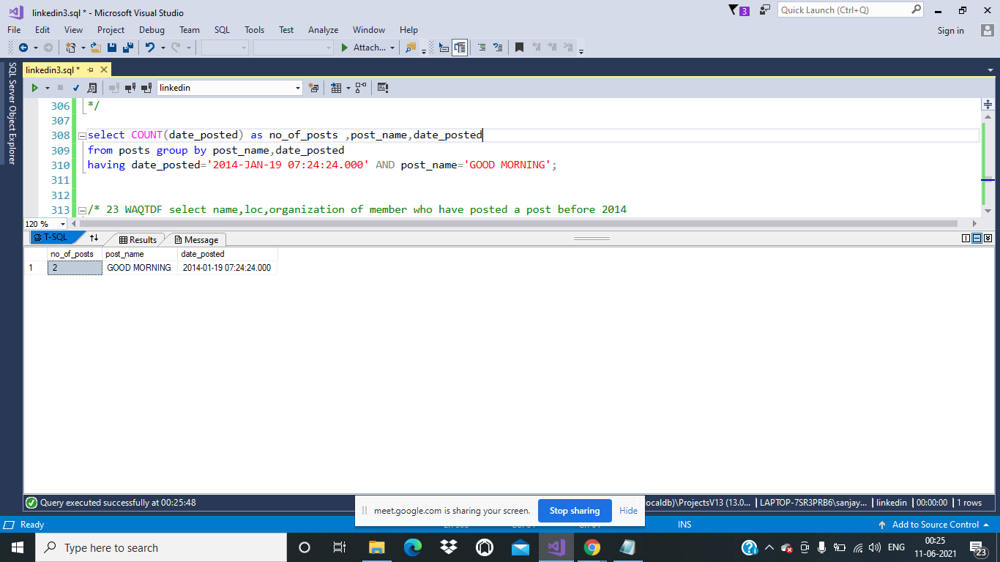 linkedin3.sql * - Microsoft Visual Studio
3
Quick Launch (Ctrl+Q)
File Edit View Project Debug Team SQL Tools Test Analyze Window Help
Sign in
Attach...
SQL Server Object Explorer
linkedin3.sql *
linkedin
306 */
307
308 select COUNT(date_posted) as no_of_posts ,post_name,date_posted
309 from posts group by post_name,date_posted
310 having date_posted='2014-JAN-19 07:24:24.000' AND post_name='GOOD MORNING';
311
312
313 /* 23 WAQTDF select name,loc,organization of member who have posted a post before 2014
120 %
T-SQL Results Message
no_of_posts post_name date_posted
1 2 GOOD MORNING 2014-01-19 07:24:24.000
Query executed successfully at 00:25:48
ocaldb)\ProjectsV13 (13.0... LAPTOP-7SR3PRB6\sanjay... linkedin 00:00:00 1 rows
meet.google.com is sharing your screen. Stop sharing Hide
Ready
INS
Add to Source Control
Type here to search
ENG
00:25
11-06-2021
23